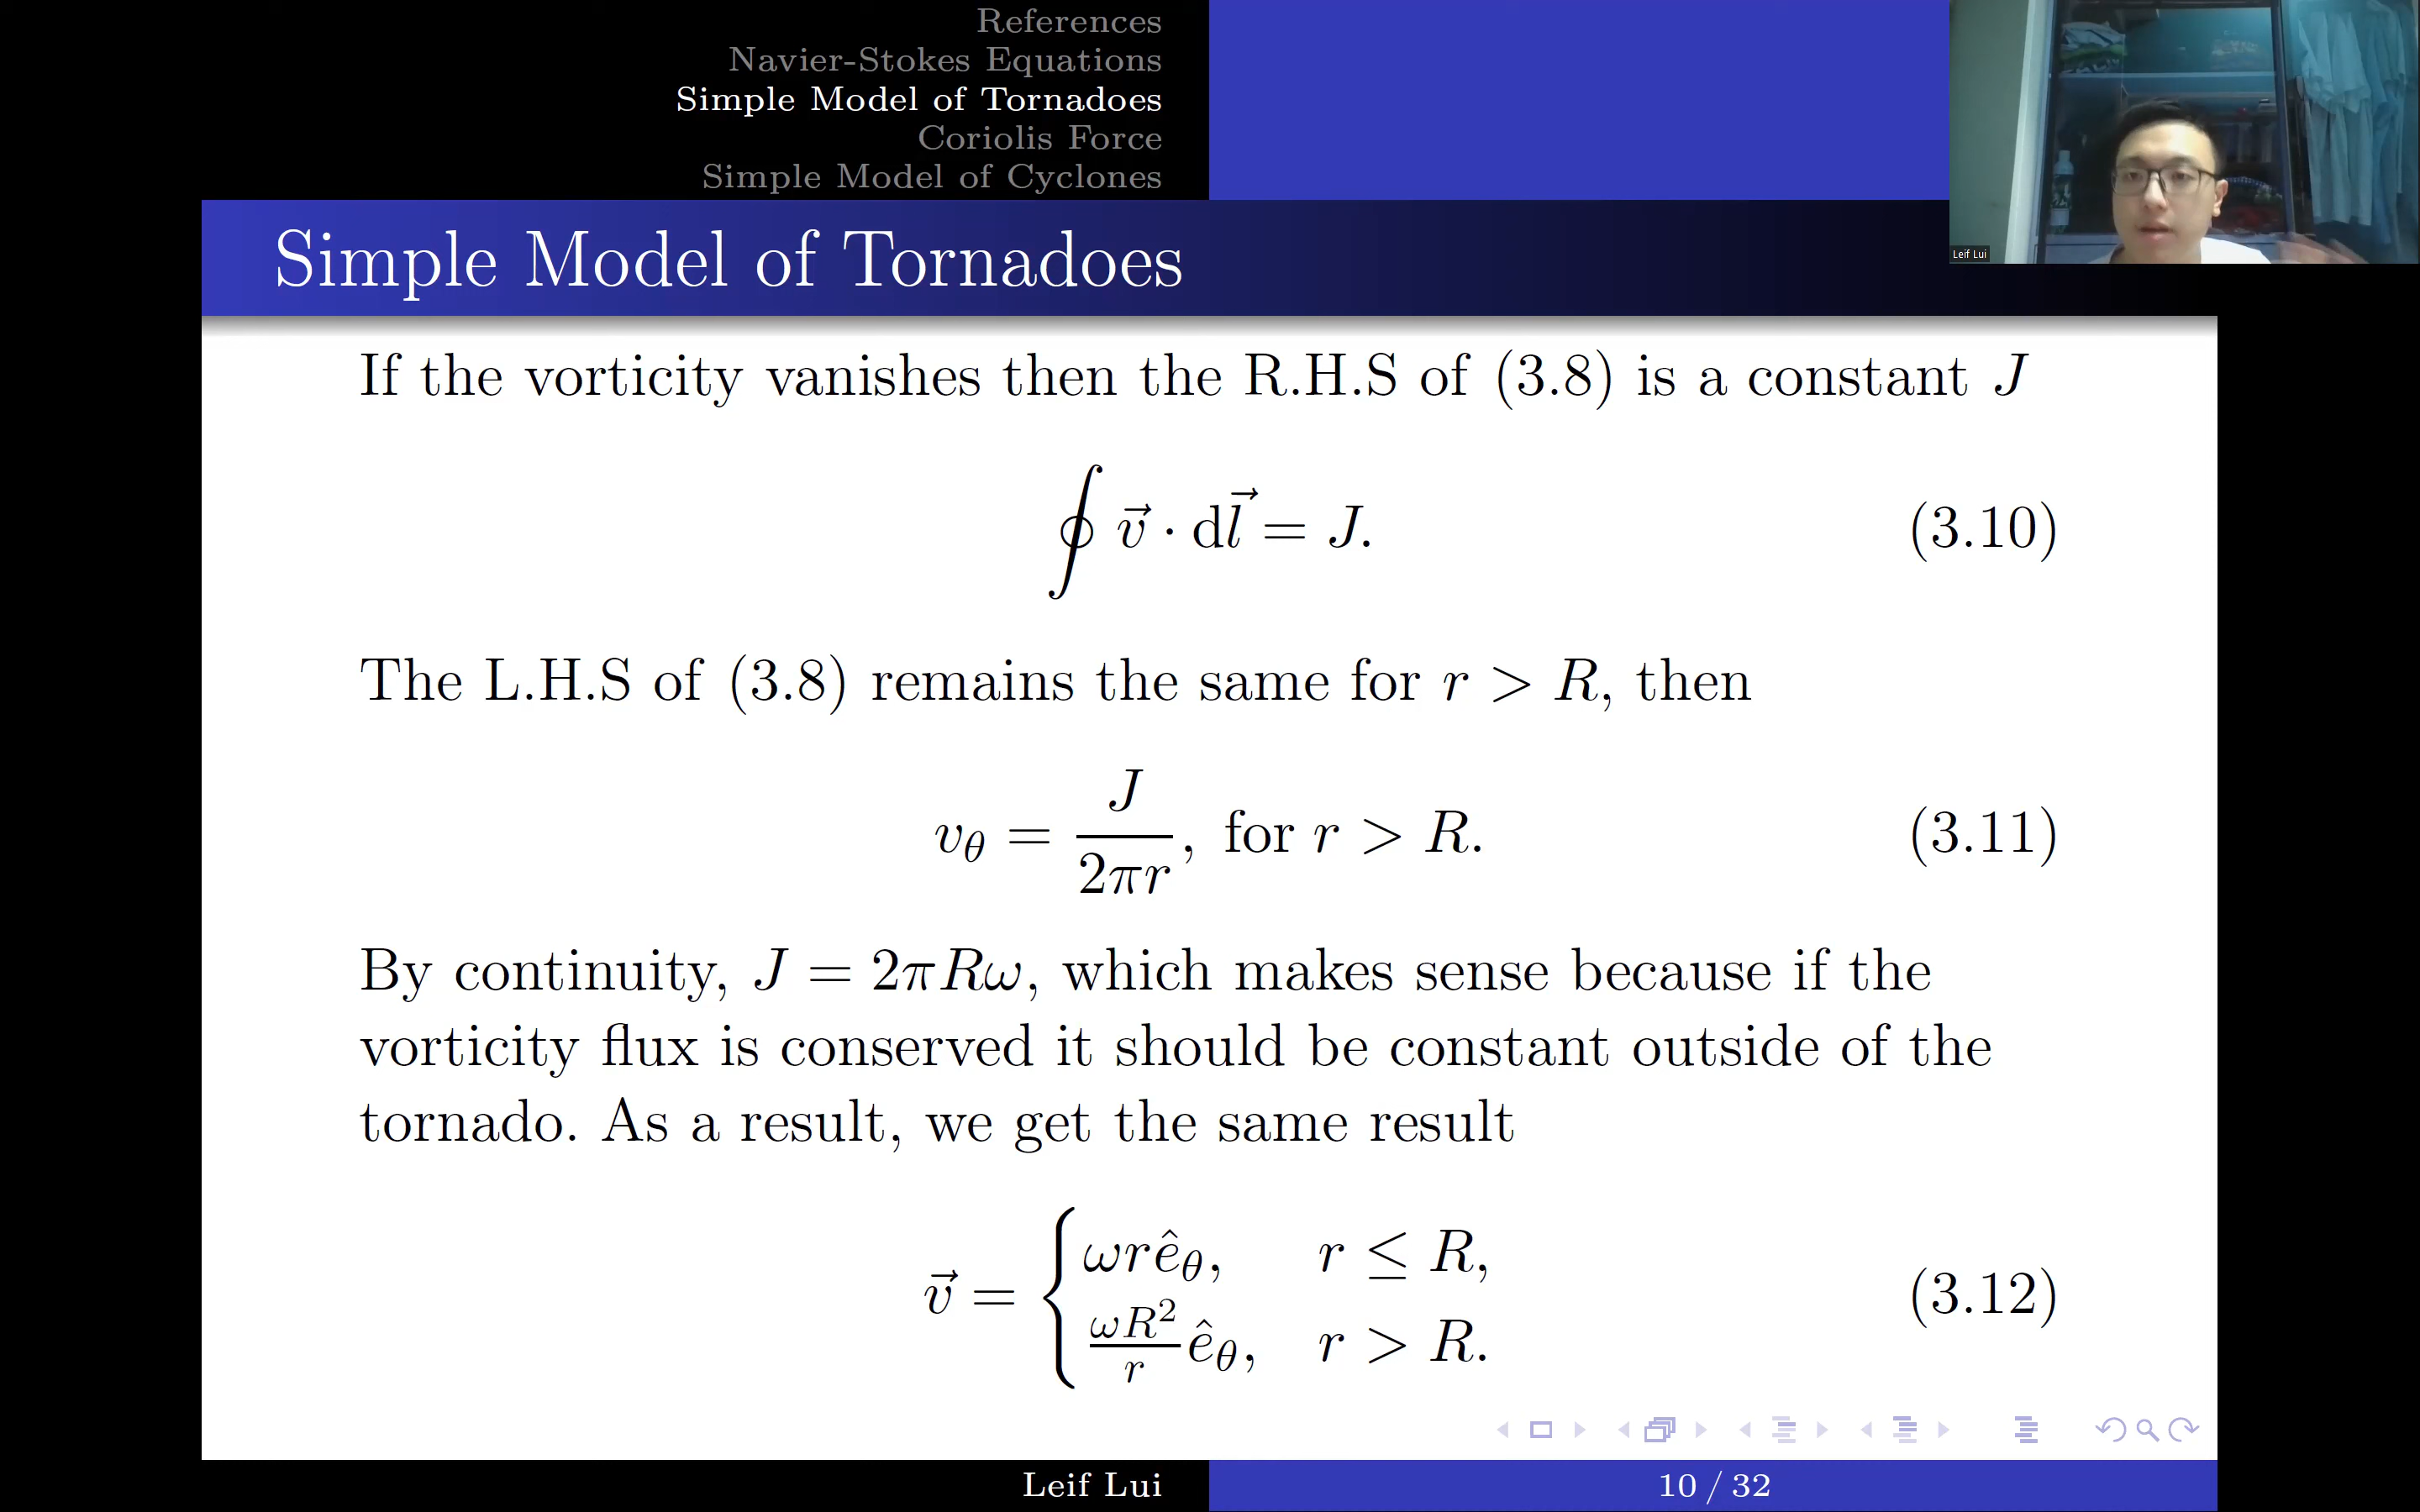 References
Navier-Stokes Equations
Simple Model of Tornadoes
Coriolis Force
Simple Model of Cyclones
Leif Lui
Simple Model of Tornadoes
If the vorticity vanishes then the R.H.S of (3.8) is a constant J
∮ v⃗ · dl⃗ = J. (3.10)
The L.H.S of (3.8) remains the same for r > R, then
v_θ = J / 2πr, for r > R. (3.11)
By continuity, J = 2πRω, which makes sense because if the
vorticity flux is conserved it should be constant outside of the
tornado. As a result, we get the same result
v⃗ = { ωr ê_θ, r ≤ R,
ωR² / r ê_θ, r > R. (3.12)
Leif Lui
10 / 32